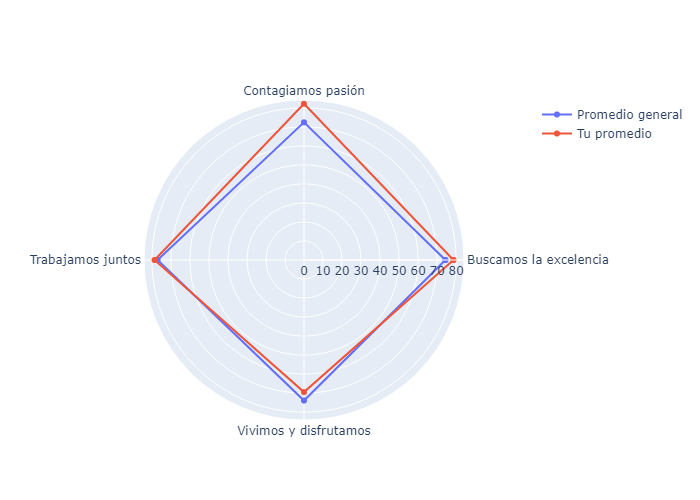 Contagiamos pasión
Promedio general
Tu promedio
Trabajamos juntos
Buscamos la excelencia
0 10 20 30 40 50 60 70 80
Vivimos y disfrutamos